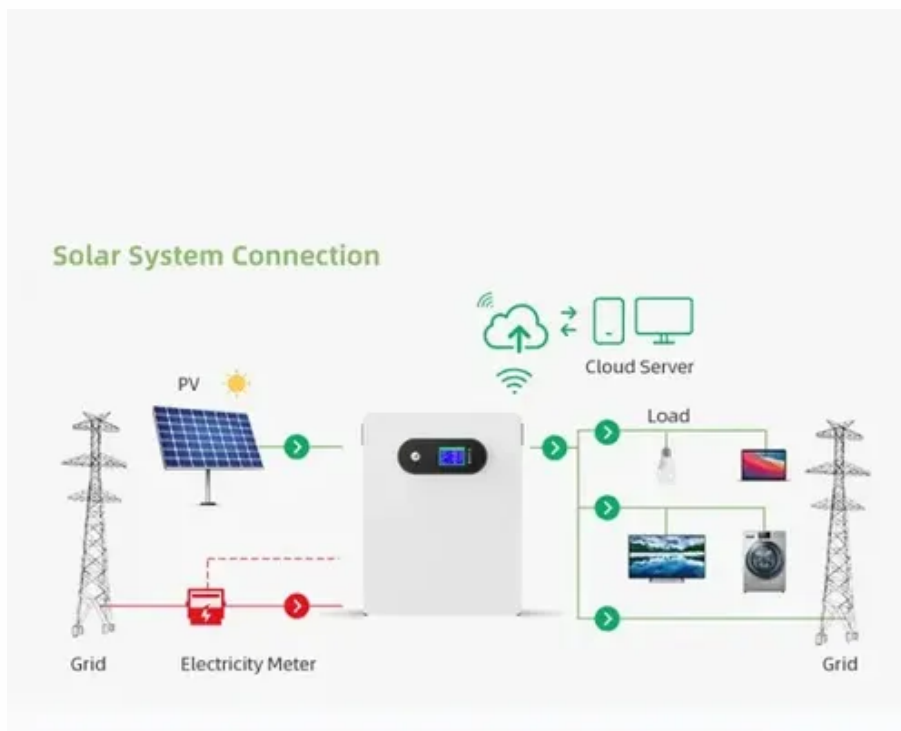 Solar System Connection
Cloud Server
PV
Load
Grid
Electricity Meter
Grid